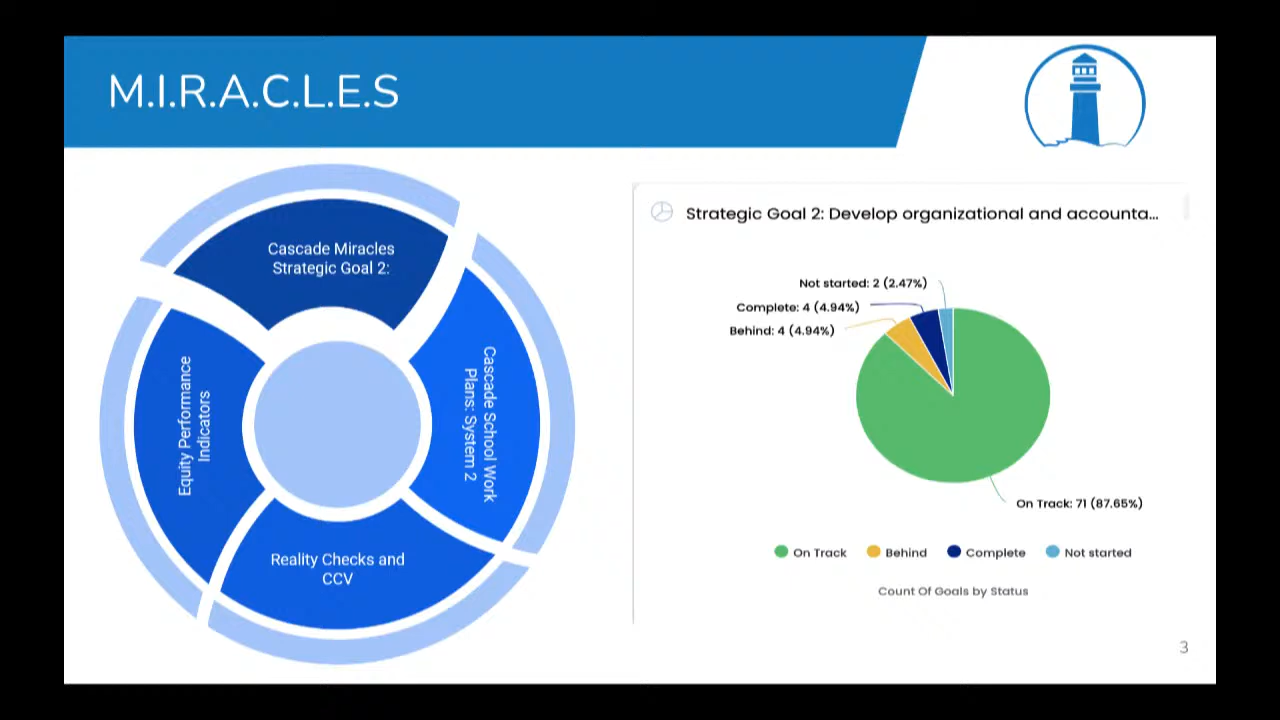 M.I.R.A.C.L.E.S
Cascade Miracles
Strategic Goal 2:
Cascade School Work
Plans: System 2
Reality Checks and
CCV
Equity Performance
Indicators
Strategic Goal 2: Develop organizational and accounta...
Not started: 2 (2.47%)
Complete: 4 (4.94%)
Behind: 4 (4.94%)
On Track: 71 (87.65%)
On Track
Behind
Complete
Not started
Count Of Goals by Status
3